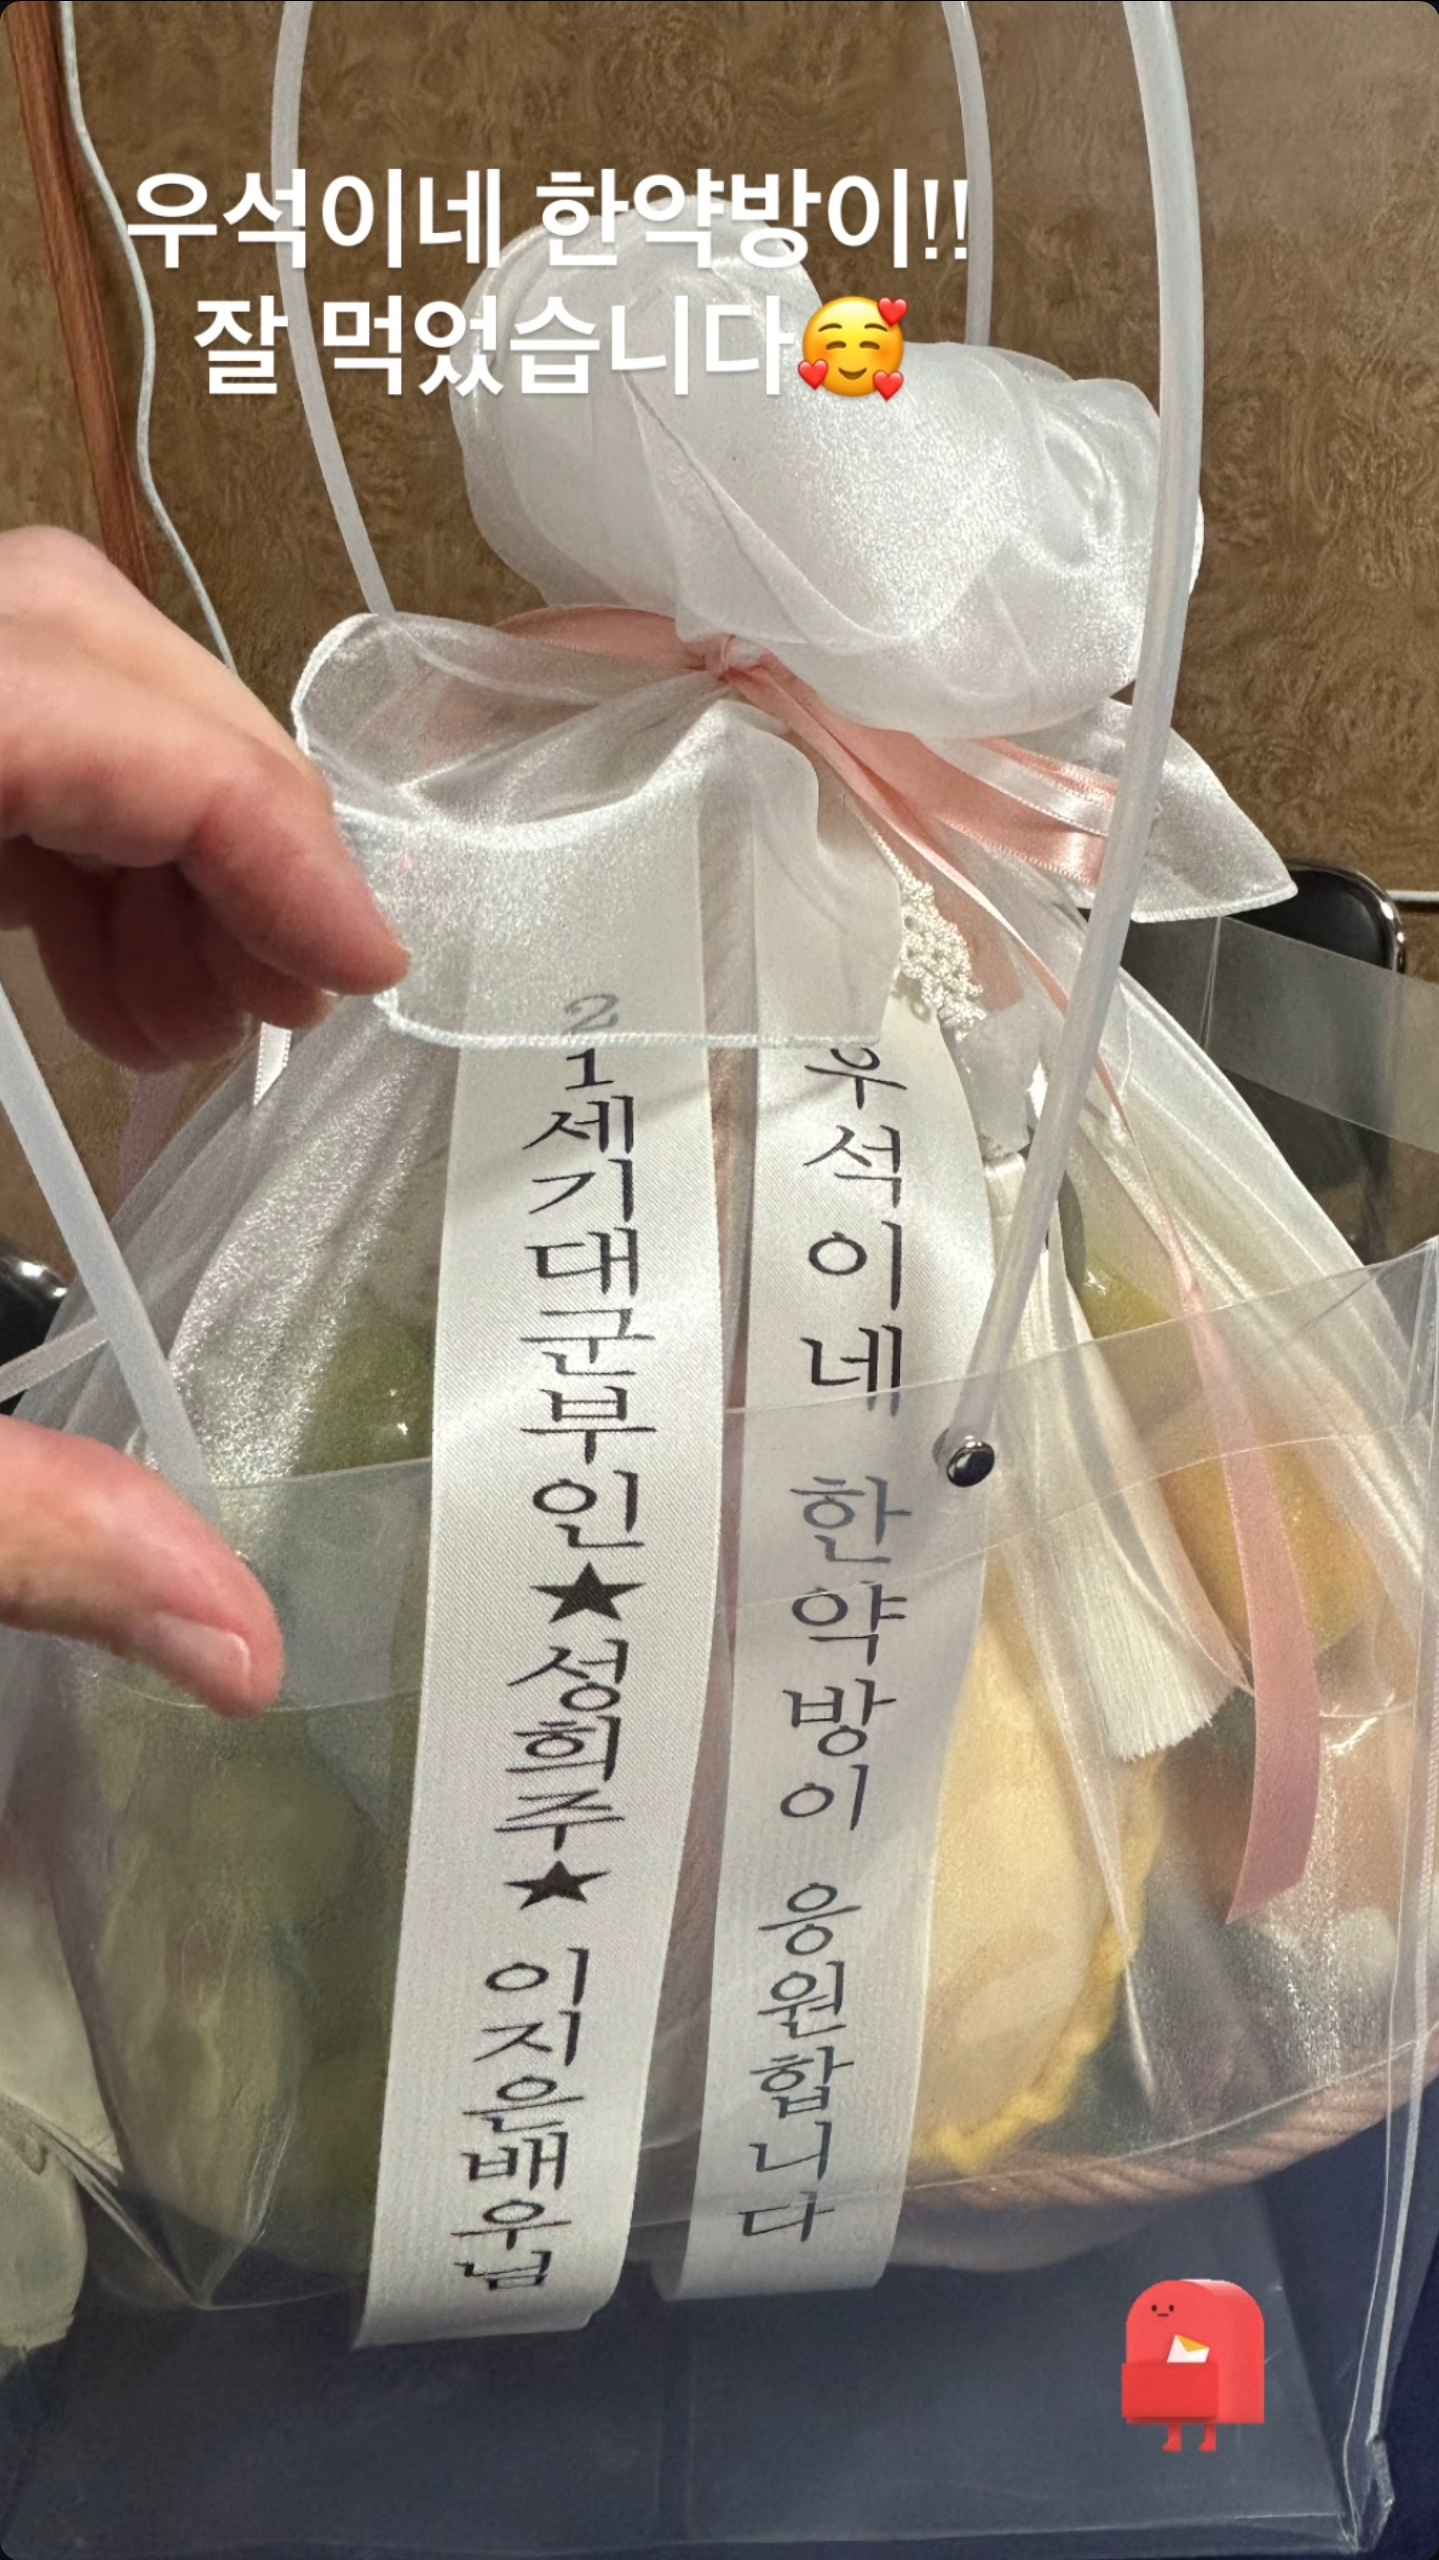 우석이네 한약방이!!
잘 먹었습니다🥰
21세기대군부인★성희주★ 이지은배우님
우석이네 한약방이 응원합니다